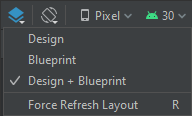 Pixel 30
Design
Blueprint
Design + Blueprint
Force Refresh Layout R